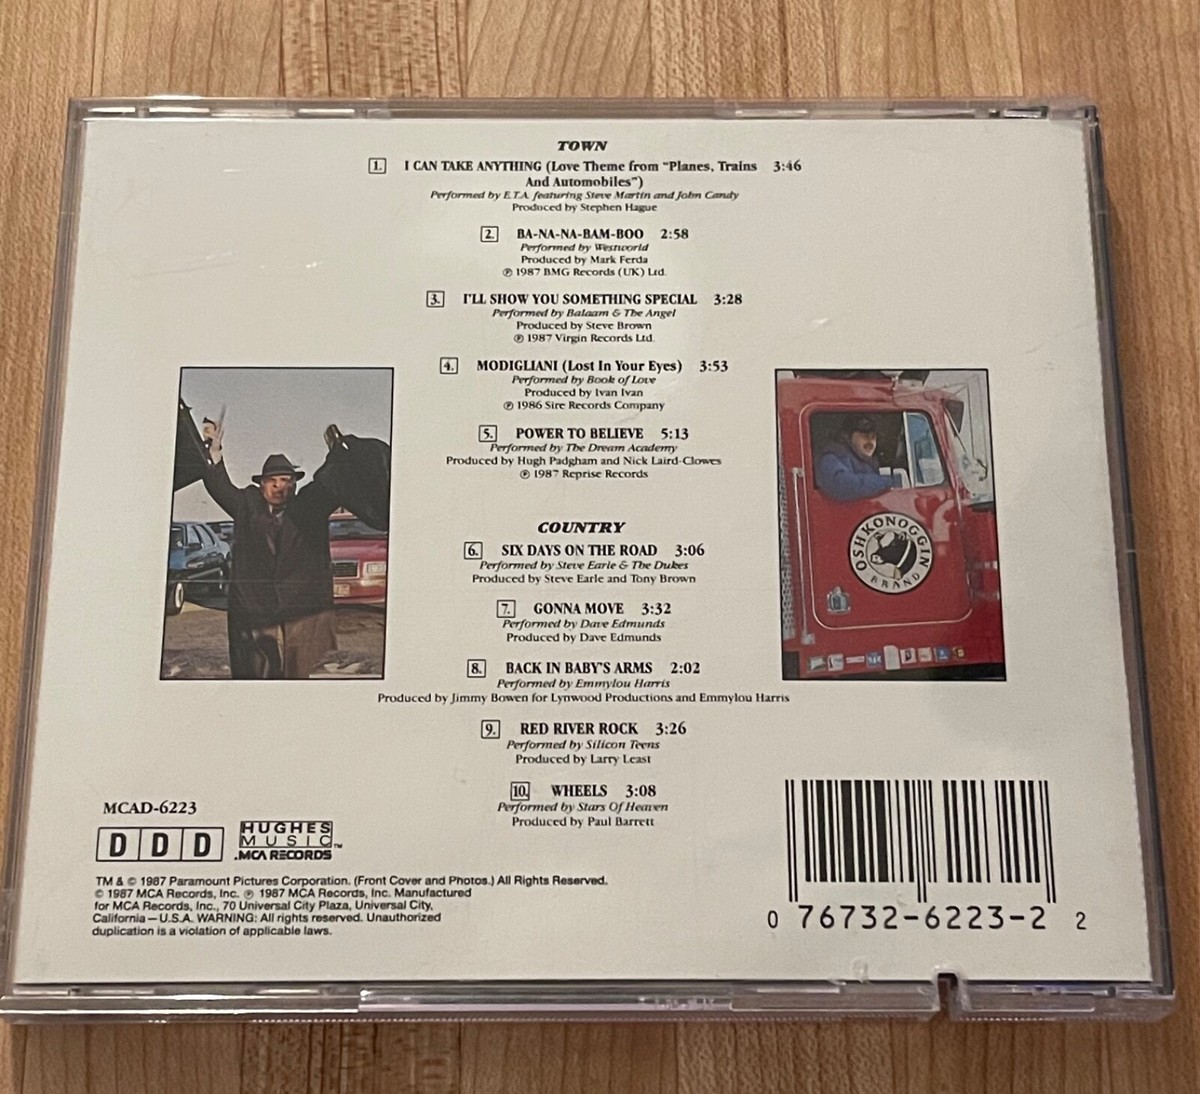 TOWN
1. I CAN TAKE ANYTHING (Love Theme from "Planes, Trains 3:46
And Automobiles")
Performed by E.T.A. featuring Steve Martin and John Candy
Produced by Stephen Hague
2. BA-NA-NA-BAM-BOO 2:58
Performed by Westworld
Produced by Mark Ferda
℗ 1987 BMG Records (UK) Ltd.
3. I'LL SHOW YOU SOMETHING SPECIAL 3:28
Performed by Balaam & The Angel
Produced by Steve Brown
℗ 1987 Virgin Records Ltd.
4. MODIGLIANI (Lost In Your Eyes) 3:53
Performed by Book of Love
Produced by Ivan Ivan
℗ 1986 Sire Records Company
5. POWER TO BELIEVE 5:13
Performed by The Dream Academy
Produced by Hugh Padgham and Nick Laird-Clowes
℗ 1987 Reprise Records
COUNTRY
6. SIX DAYS ON THE ROAD 3:06
Performed by Steve Earle & The Dukes
Produced by Steve Earle and Tony Brown
7. GONNA MOVE 3:32
Performed by Dave Edmunds
Produced by Dave Edmunds
8. BACK IN BABY'S ARMS 2:02
Performed by Emmylou Harris
Produced by Jimmy Bowen for Lynwood Productions and Emmylou Harris
9. RED RIVER ROCK 3:26
Performed by Silicon Teens
Produced by Larry Least
10. WHEELS 3:08
Performed by Stars Of Heaven
Produced by Paul Barrett
OSHKONOGGIN
BRAND
MCAD-6223
D D D
HUGHES
MUSIC™
.MCA RECORDS
TM & © 1987 Paramount Pictures Corporation. (Front Cover and Photos.) All Rights Reserved.
© 1987 MCA Records, Inc. ℗ 1987 MCA Records, Inc. Manufactured
for MCA Records, Inc., 70 Universal City Plaza, Universal City,
California — U.S.A. WARNING: All rights reserved. Unauthorized
duplication is a violation of applicable laws.
0 76732-6223-2 2